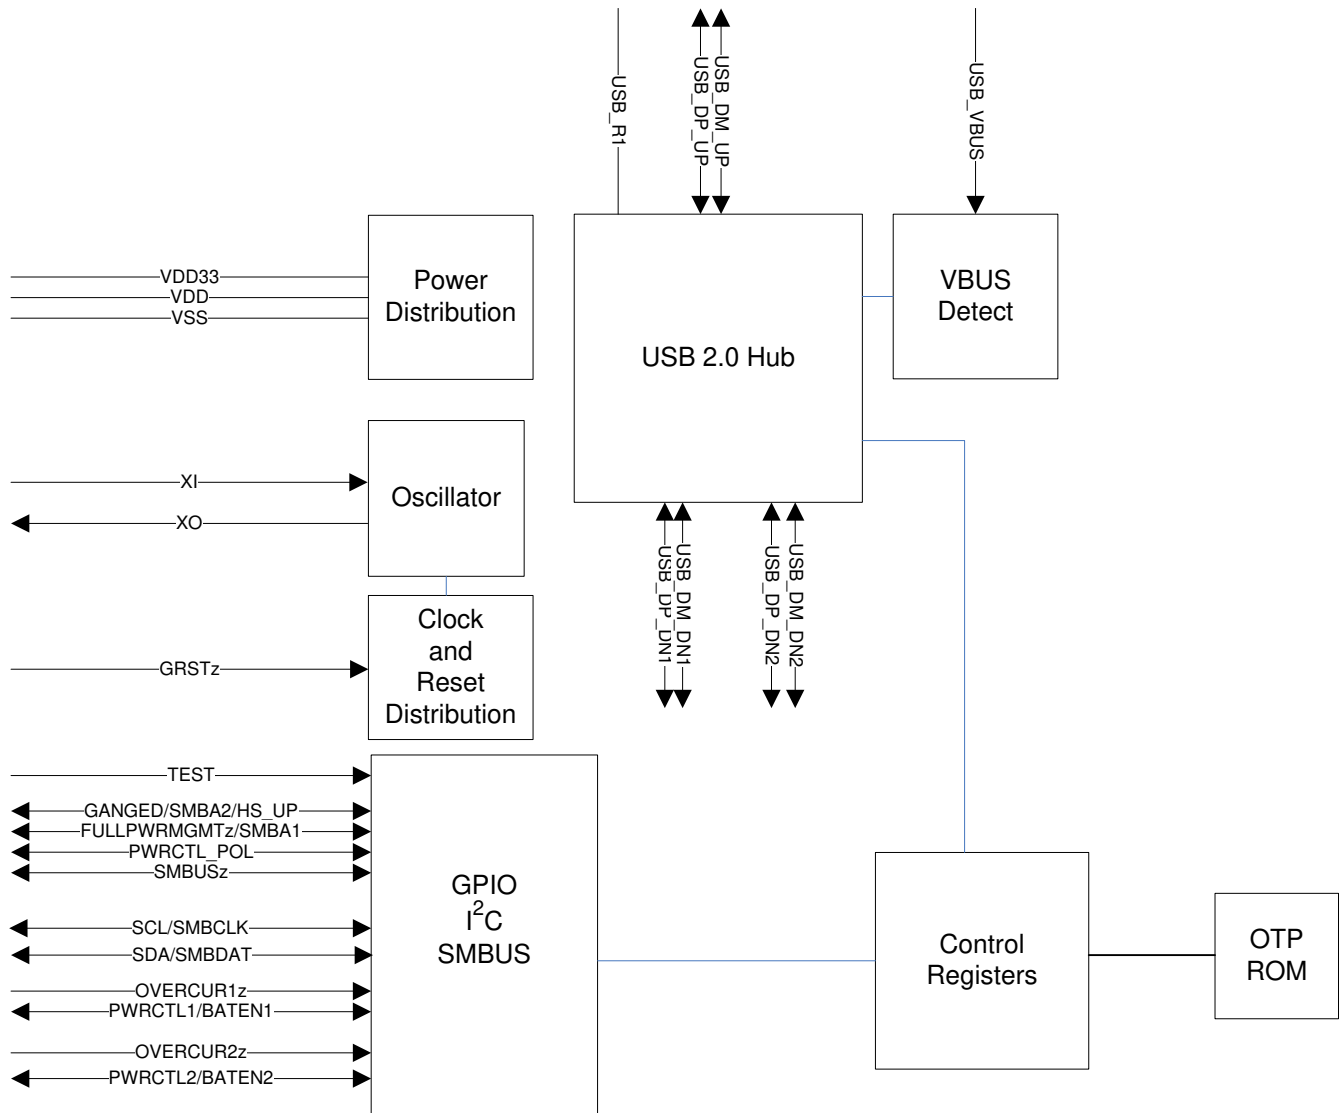 USB_R1
USB_DP_UP
USB_DM_UP
USB_VBUS
VDD33
VDD
VSS
Power
Distribution
USB 2.0 Hub
VBUS
Detect
XI
XO
Oscillator
USB_DP_DN1
USB_DM_DN1
USB_DP_DN2
USB_DM_DN2
GRSTz
Clock
and
Reset
Distribution
TEST
GANGED/SMBA2/HS_UP
FULLPWRMGMTz/SMBA1
PWRCTL_POL
SMBUSz
SCL/SMBCLK
SDA/SMBDAT
OVERCUR1z
PWRCTL1/BATEN1
OVERCUR2z
PWRCTL2/BATEN2
GPIO
I²C
SMBUS
Control
Registers
OTP
ROM